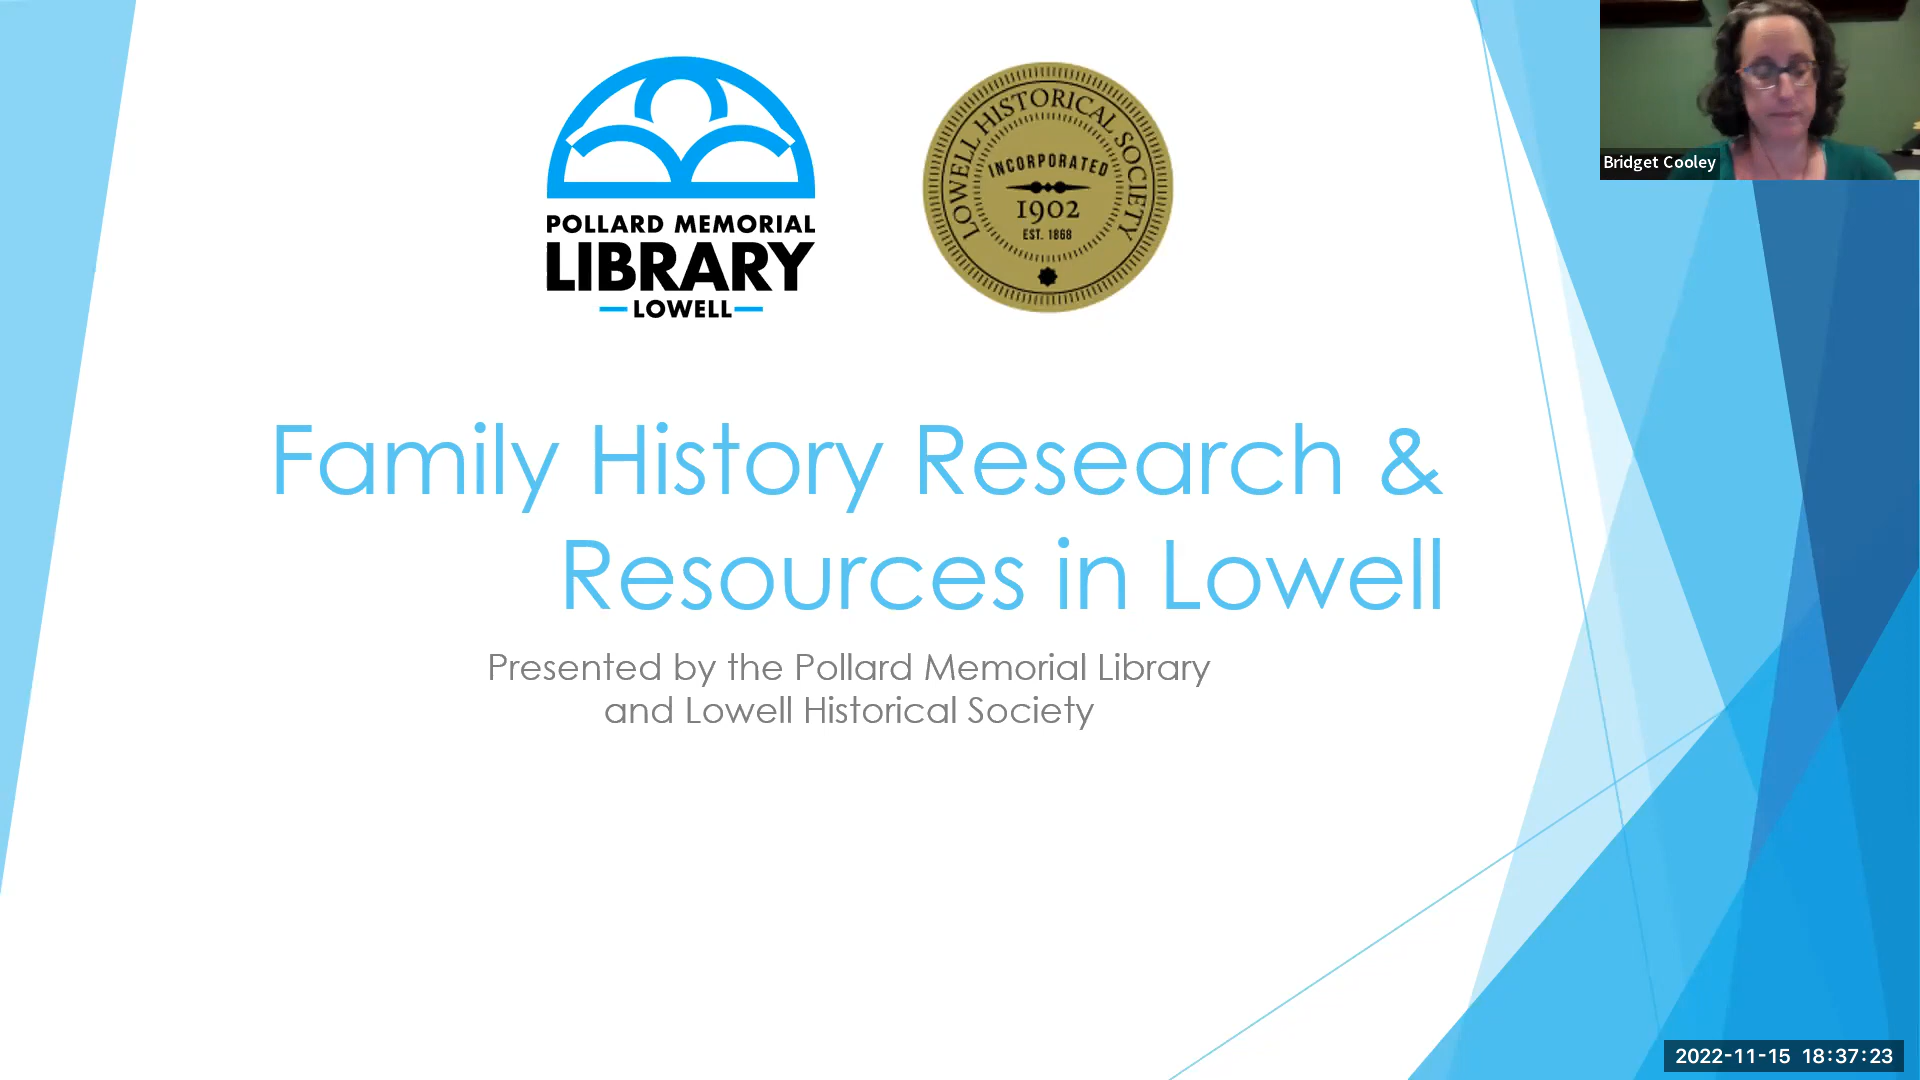 POLLARD MEMORIAL
LIBRARY
LOWELL
LOWELL HISTORICAL SOCIETY
INCORPORATED
1902
EST. 1868
Bridget Cooley
Family History Research &
Resources in Lowell
Presented by the Pollard Memorial Library
and Lowell Historical Society
2022-11-15 18:37:23